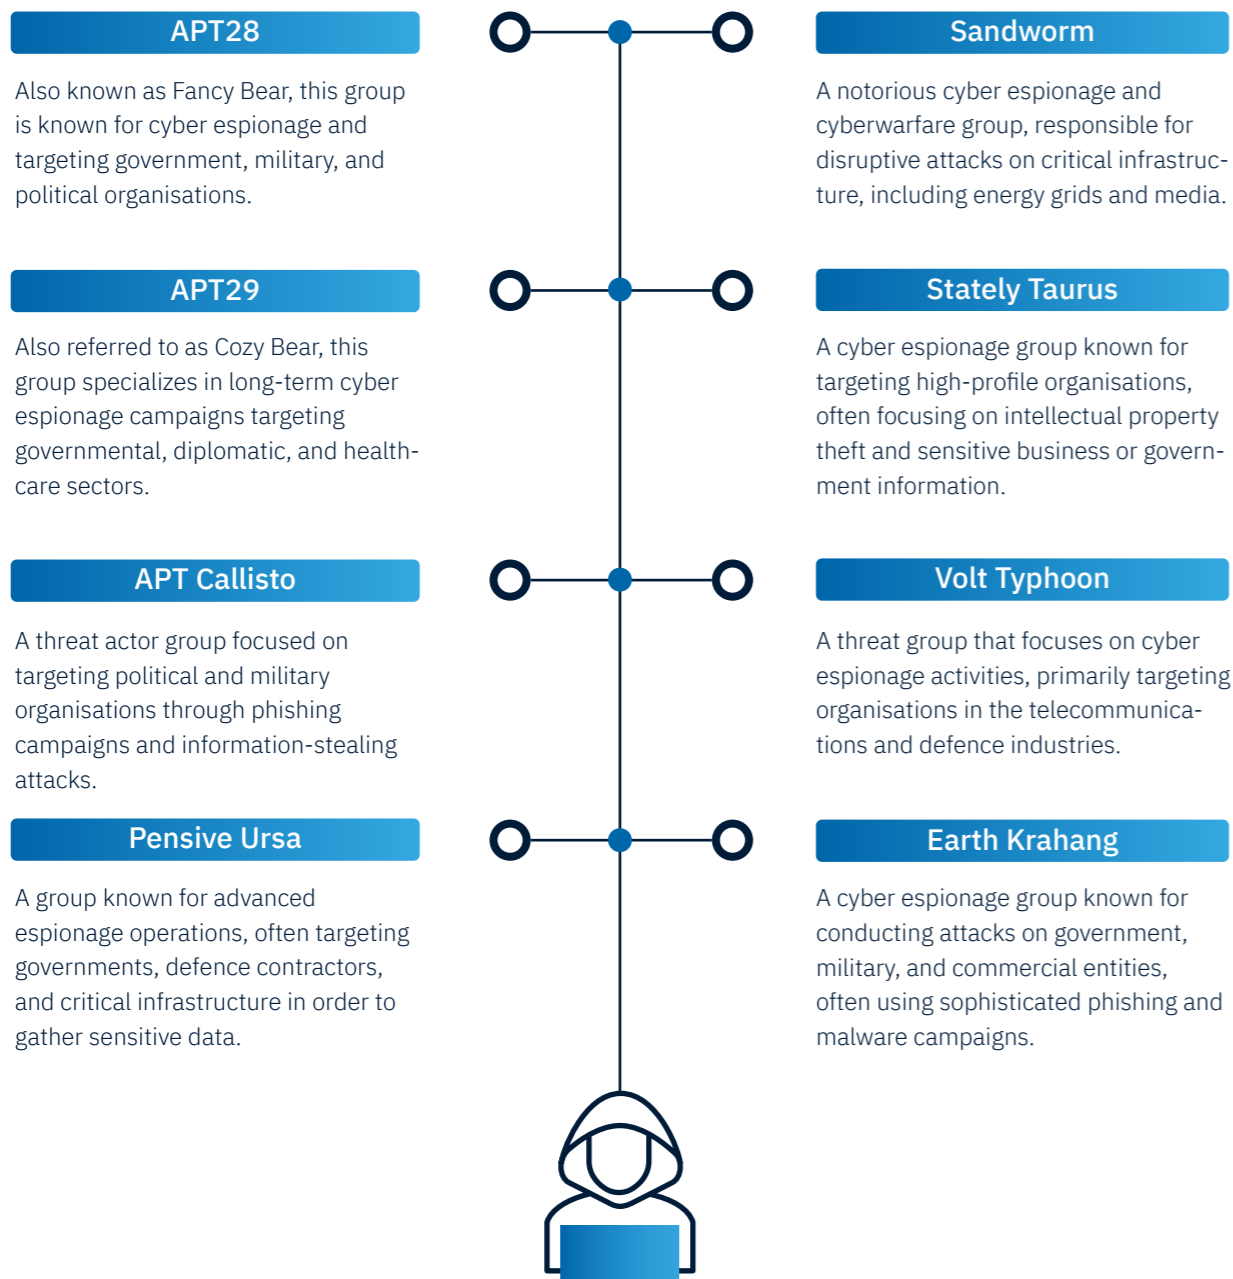 APT28
Also known as Fancy Bear, this group
is known for cyber espionage and
targeting government, military, and
political organisations.
Sandworm
A notorious cyber espionage and
cyberwarfare group, responsible for
disruptive attacks on critical infrastruc-
ture, including energy grids and media.
APT29
Also referred to as Cozy Bear, this
group specializes in long-term cyber
espionage campaigns targeting
governmental, diplomatic, and health-
care sectors.
Stately Taurus
A cyber espionage group known for
targeting high-profile organisations,
often focusing on intellectual property
theft and sensitive business or govern-
ment information.
APT Callisto
A threat actor group focused on
targeting political and military
organisations through phishing
campaigns and information-stealing
attacks.
Volt Typhoon
A threat group that focuses on cyber
espionage activities, primarily targeting
organisations in the telecommunica-
tions and defence industries.
Pensive Ursa
A group known for advanced
espionage operations, often targeting
governments, defence contractors,
and critical infrastructure in order to
gather sensitive data.
Earth Krahang
A cyber espionage group known for
conducting attacks on government,
military, and commercial entities,
often using sophisticated phishing and
malware campaigns.